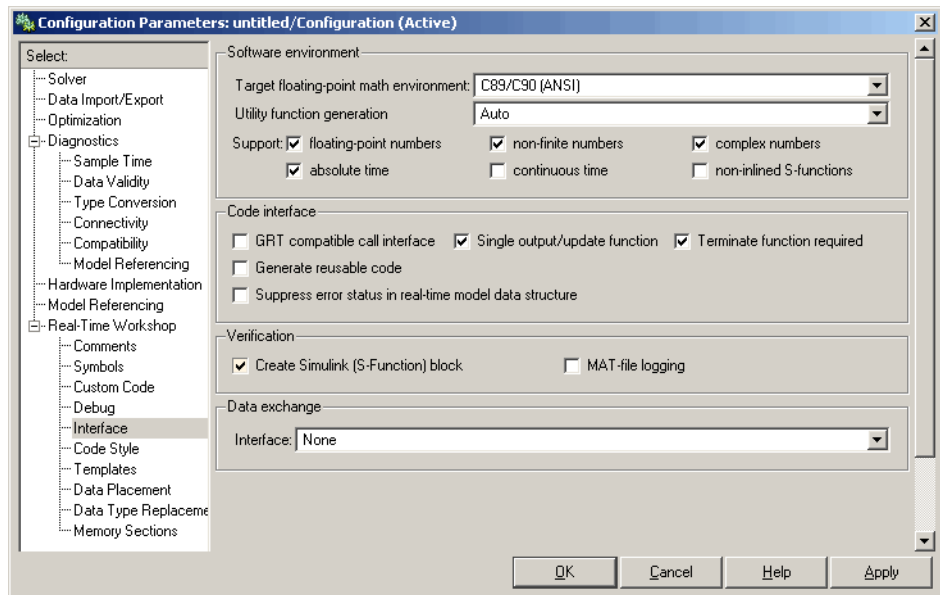 Configuration Parameters: untitled/Configuration (Active)
Select:
Solver
Data Import/Export
Optimization
Diagnostics
Sample Time
Data Validity
Type Conversion
Connectivity
Compatibility
Model Referencing
Hardware Implementation
Model Referencing
Real-Time Workshop
Comments
Symbols
Custom Code
Debug
Interface
Code Style
Templates
Data Placement
Data Type Replaceme
Memory Sections
Software environment
Target floating-point math environment: C89/C90 (ANSI)
Utility function generation Auto
Support: floating-point numbers non-finite numbers complex numbers
absolute time continuous time non-inlined S-functions
Code interface
GRT compatible call interface Single output/update function Terminate function required
Generate reusable code
Suppress error status in real-time model data structure
Verification
Create Simulink (S-Function) block MAT-file logging
Data exchange
Interface: None
OK Cancel Help Apply